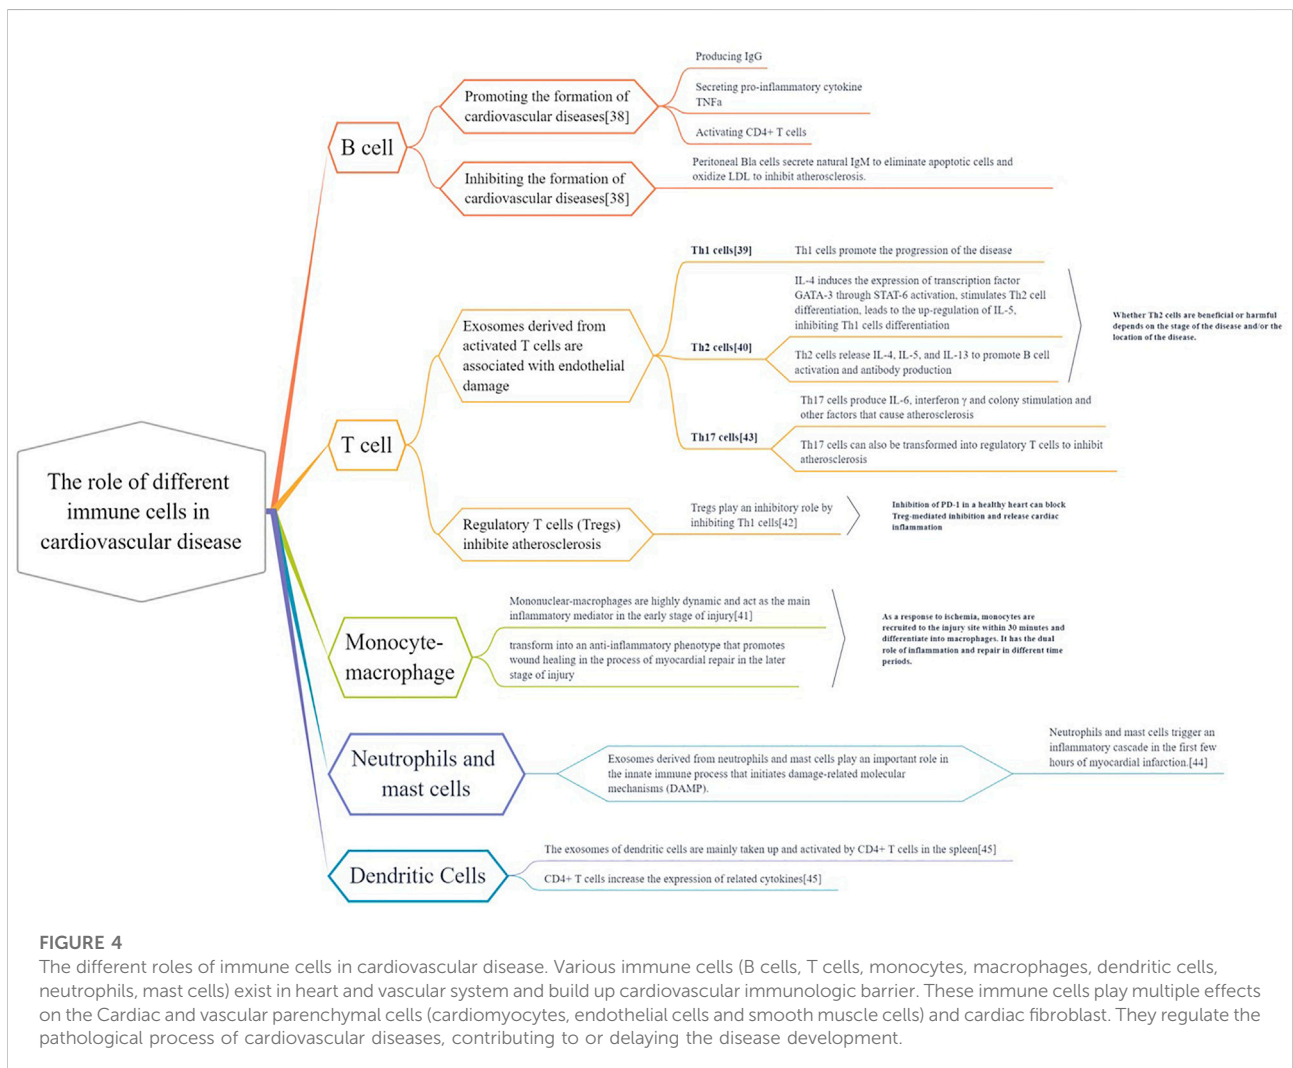 The role of different
immune cells in
cardiovascular disease
B cell
Promoting the formation of
cardiovascular diseases[38]
Producing IgG
Secreting pro-inflammatory cytokine
TNFa
Activating CD4+ T cells
Inhibiting the formation of
cardiovascular diseases[38]
Peritoneal Bla cells secrete natural IgM to eliminate apoptotic cells and
oxidize LDL to inhibit atherosclerosis.
T cell
Exosomes derived from
activated T cells are
associated with endothelial
damage
Th1 cells[39]
Th1 cells promote the progression of the disease
Th2 cells[40]
IL-4 induces the expression of transcription factor
GATA-3 through STAT-6 activation, stimulates Th2 cell
differentiation, leads to the up-regulation of IL-5,
inhibiting Th1 cells differentiation
Th2 cells release IL-4, IL-5, and IL-13 to promote B cell
activation and antibody production
Whether Th2 cells are beneficial or harmful
depends on the stage of the disease and/or the
location of the disease.
Th17 cells[43]
Th17 cells produce IL-6, interferon γ and colony stimulation and
other factors that cause atherosclerosis
Th17 cells can also be transformed into regulatory T cells to inhibit
atherosclerosis
Regulatory T cells (Tregs)
inhibite atherosclerosis
Tregs play an inhibitory role by
inhibiting Th1 cells[42]
Inhibition of PD-1 in a healthy heart can block
Treg-mediated inhibition and release cardiac
inflammation
Monocyte-
macrophage
Mononuclear-macrophages are highly dynamic and act as the main
inflammatory mediator in the early stage of injury[41]
transform into an anti-inflammatory phenotype that promotes
wound healing in the process of myocardial repair in the later
stage of injury
As a response to ischemia, monocytes are
recruited to the injury site within 30 minutes and
differentiate into macrophages. It has the dual
role of inflammation and repair in different time
periods.
Neutrophils and
mast cells
Exosomes derived from neutrophils and mast cells play an important role in
the innate immune process that initiates damage-related molecular
mechanisms (DAMP).
Neutrophils and mast cells trigger an
inflammatory cascade in the first few
hours of myocardial infarction.[44]
Dendritic Cells
The exosomes of dendritic cells are mainly taken up and activated by CD4+ T cells in the spleen[45]
CD4+ T cells increase the expression of related cytokines[45]
FIGURE 4
The different roles of immune cells in cardiovascular disease. Various immune cells (B cells, T cells, monocytes, macrophages, dendritic cells,
neutrophils, mast cells) exist in heart and vascular system and build up cardiovascular immunologic barrier. These immune cells play multiple effects
on the Cardiac and vascular parenchymal cells (cardiomyocytes, endothelial cells and smooth muscle cells) and cardiac fibroblast. They regulate the
pathological process of cardiovascular diseases, contributing to or delaying the disease development.